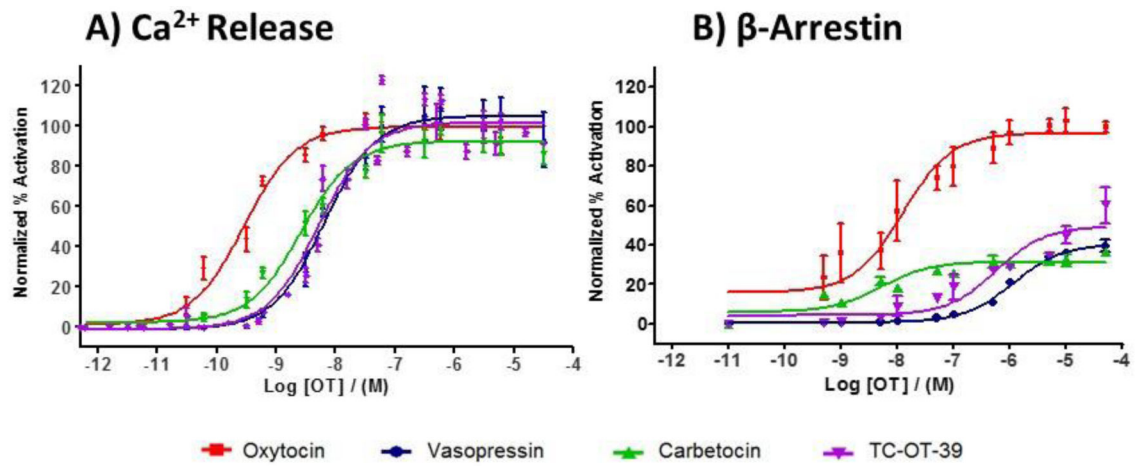 A) Ca2+ Release
Normalized % Activation
120
100
80
60
40
20
0
-12 -11 -10 -9 -8 -7 -6 -5 -4
Log [OT] / (M)
B) β-Arrestin
Normalized % Activation
120
100
80
60
40
20
0
-12 -11 -10 -9 -8 -7 -6 -5 -4
Log [OT] / (M)
Oxytocin Vasopressin Carbetocin TC-OT-39